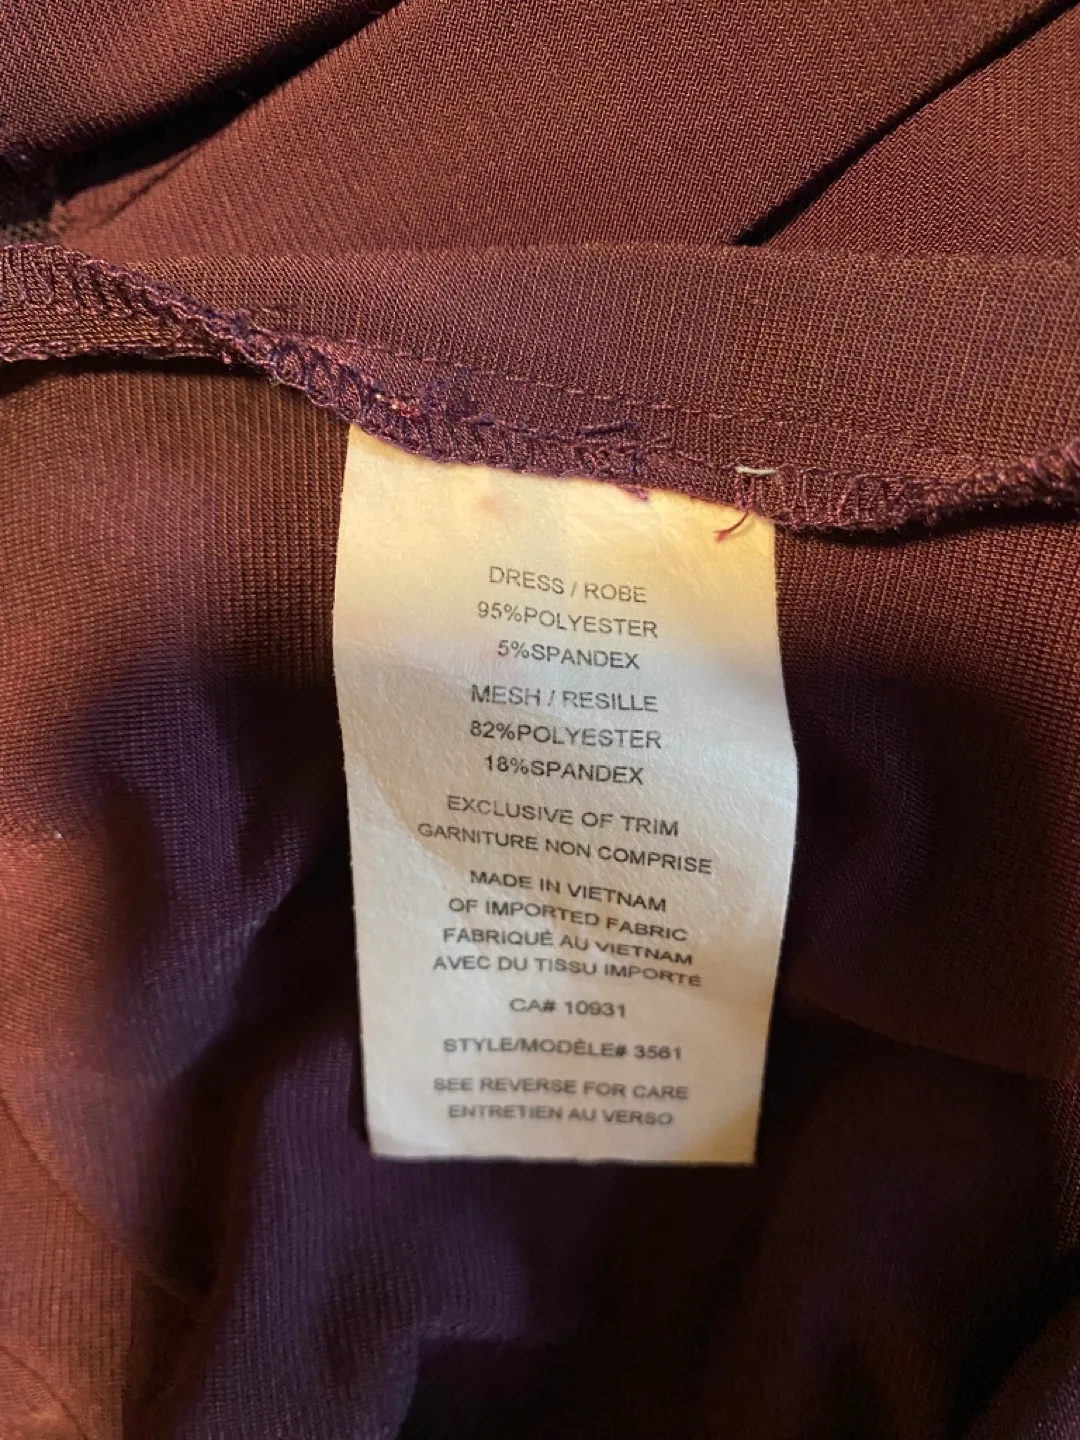 DRESS / ROBE
95%POLYESTER
5%SPANDEX
MESH / RESILLE
82%POLYESTER
18%SPANDEX
EXCLUSIVE OF TRIM
GARNITURE NON COMPRISE
MADE IN VIETNAM
OF IMPORTED FABRIC
FABRIQUÉ AU VIETNAM
AVEC DU TISSU IMPORTÉ
CA# 10931
STYLE/MODÈLE# 3561
SEE REVERSE FOR CARE
ENTRETIEN AU VERSO